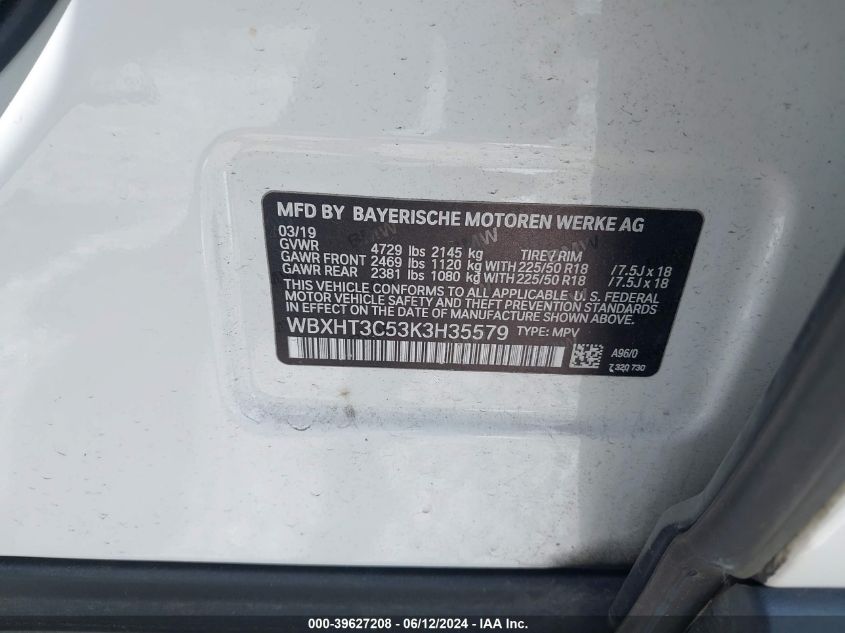 MFD BY BAYERISCHE MOTOREN WERKE AG
03/19
GVWR 4729 lbs 2145 kg TIRE / RIM
GAWR FRONT 2469 lbs 1120 kg WITH 225/50 R18 / 7.5J x 18
GAWR REAR 2381 lbs 1080 kg WITH 225/50 R18 / 7.5J x 18
THIS VEHICLE CONFORMS TO ALL APPLICABLE U. S. FEDERAL
MOTOR VEHICLE SAFETY AND THEFT PREVENTION STANDARDS
IN EFFECT ON THE DATE OF MANUFACTURE SHOWN ABOVE.
WBXHT3C53K3H35579 TYPE: MPV
A96/0
7 320 730
000-39627208 - 06/12/2024 - IAA Inc.